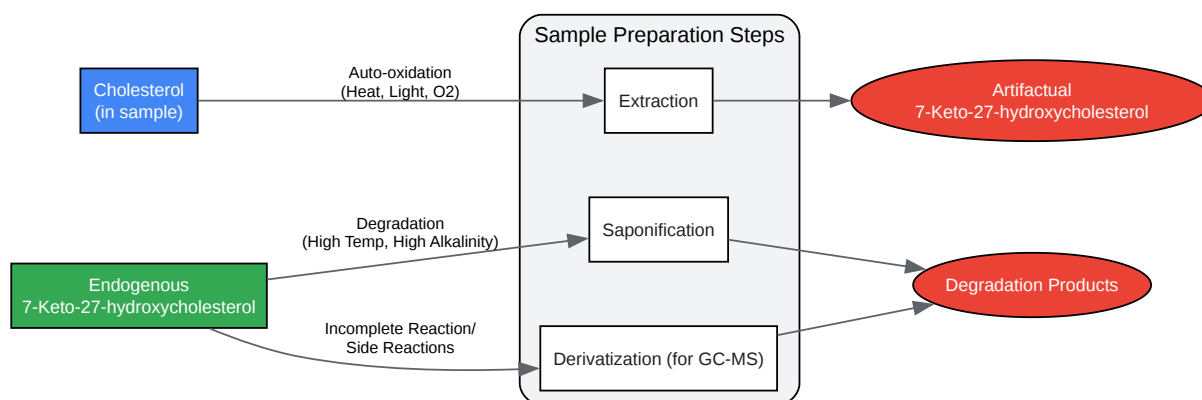 Sample Preparation Steps
Cholesterol
(in sample)
Auto-oxidation
(Heat, Light, O2)
Extraction
Artifactual
7-Keto-27-hydroxycholesterol
Endogenous
7-Keto-27-hydroxycholesterol
Degradation
(High Temp, High Alkalinity)
Saponification
Degradation Products
Incomplete Reaction/
Side Reactions
Derivatization (for GC-MS)